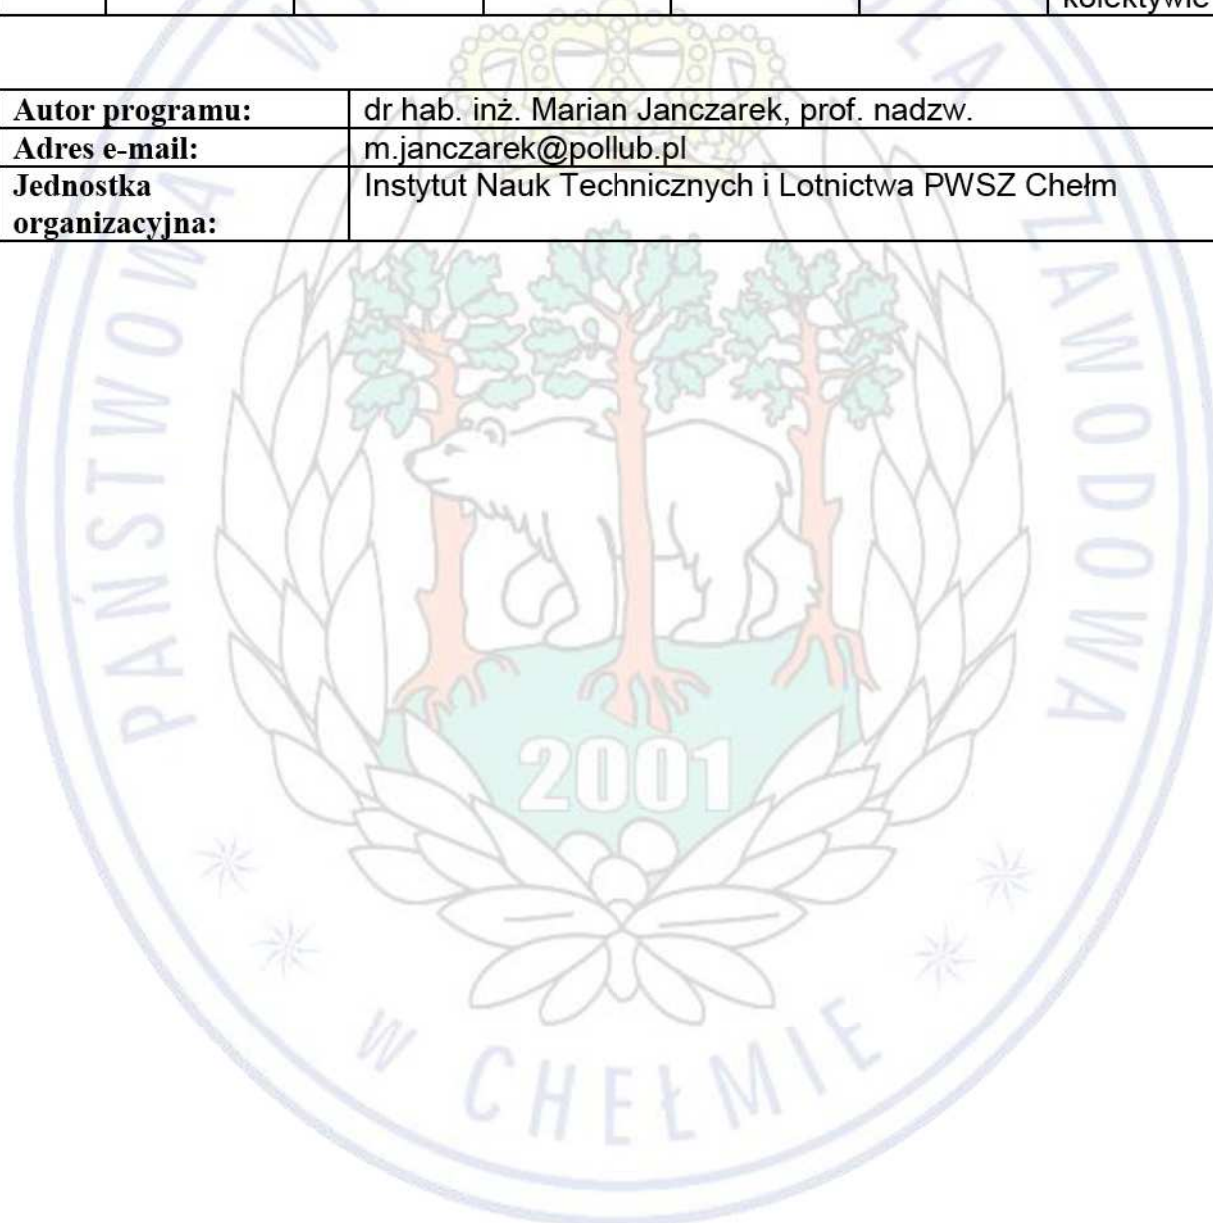 kolektywie
Autor programu: dr hab. inż. Marian Janczarek, prof. nadzw.
Adres e-mail: m.janczarek@pollub.pl
Jednostka Instytut Nauk Technicznych i Lotnictwa PWSZ Chełm
organizacyjna:
PAŃSTWOWA W ŁA ZAWODOWA
2001
W CHEŁMIE